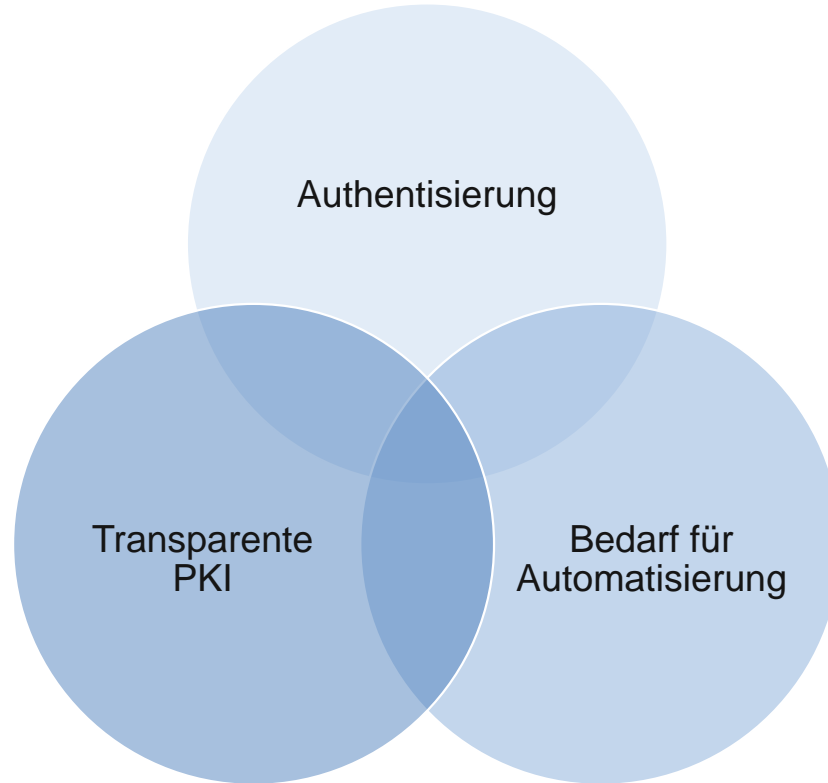 Authentisierung
Transparente
PKI
Bedarf für
Automatisierung